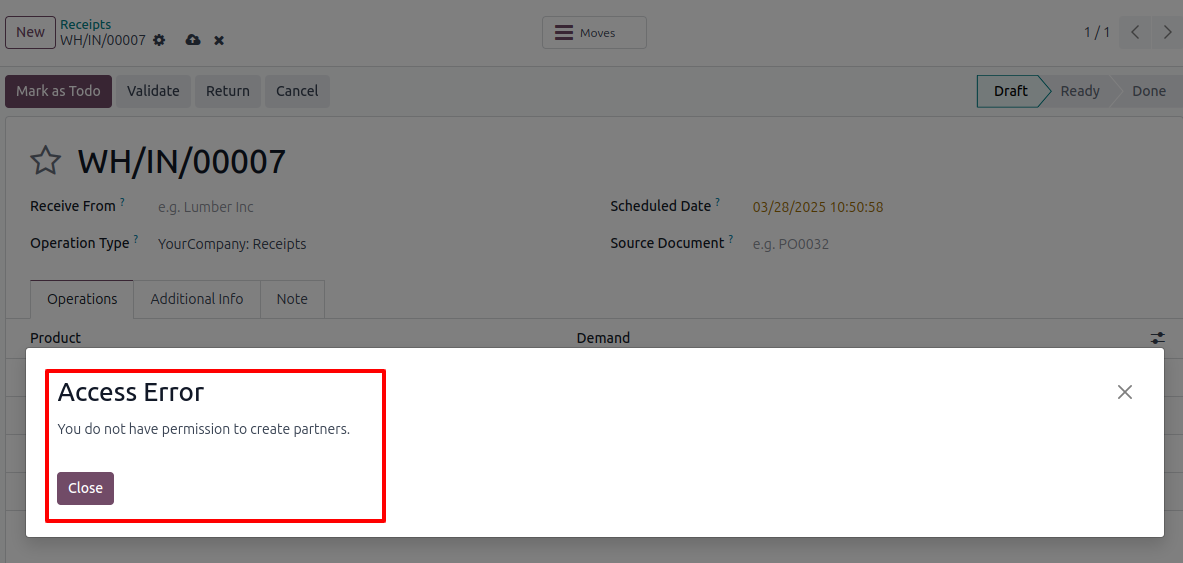 New
Receipts
WH/IN/00007
Moves
1 / 1
Mark as Todo
Validate
Return
Cancel
Draft
Ready
Done
WH/IN/00007
Receive From ?
e.g. Lumber Inc
Scheduled Date ?
03/28/2025 10:50:58
Operation Type ?
YourCompany: Receipts
Source Document ?
e.g. PO0032
Operations
Additional Info
Note
Product
Demand
Access Error
You do not have permission to create partners.
Close